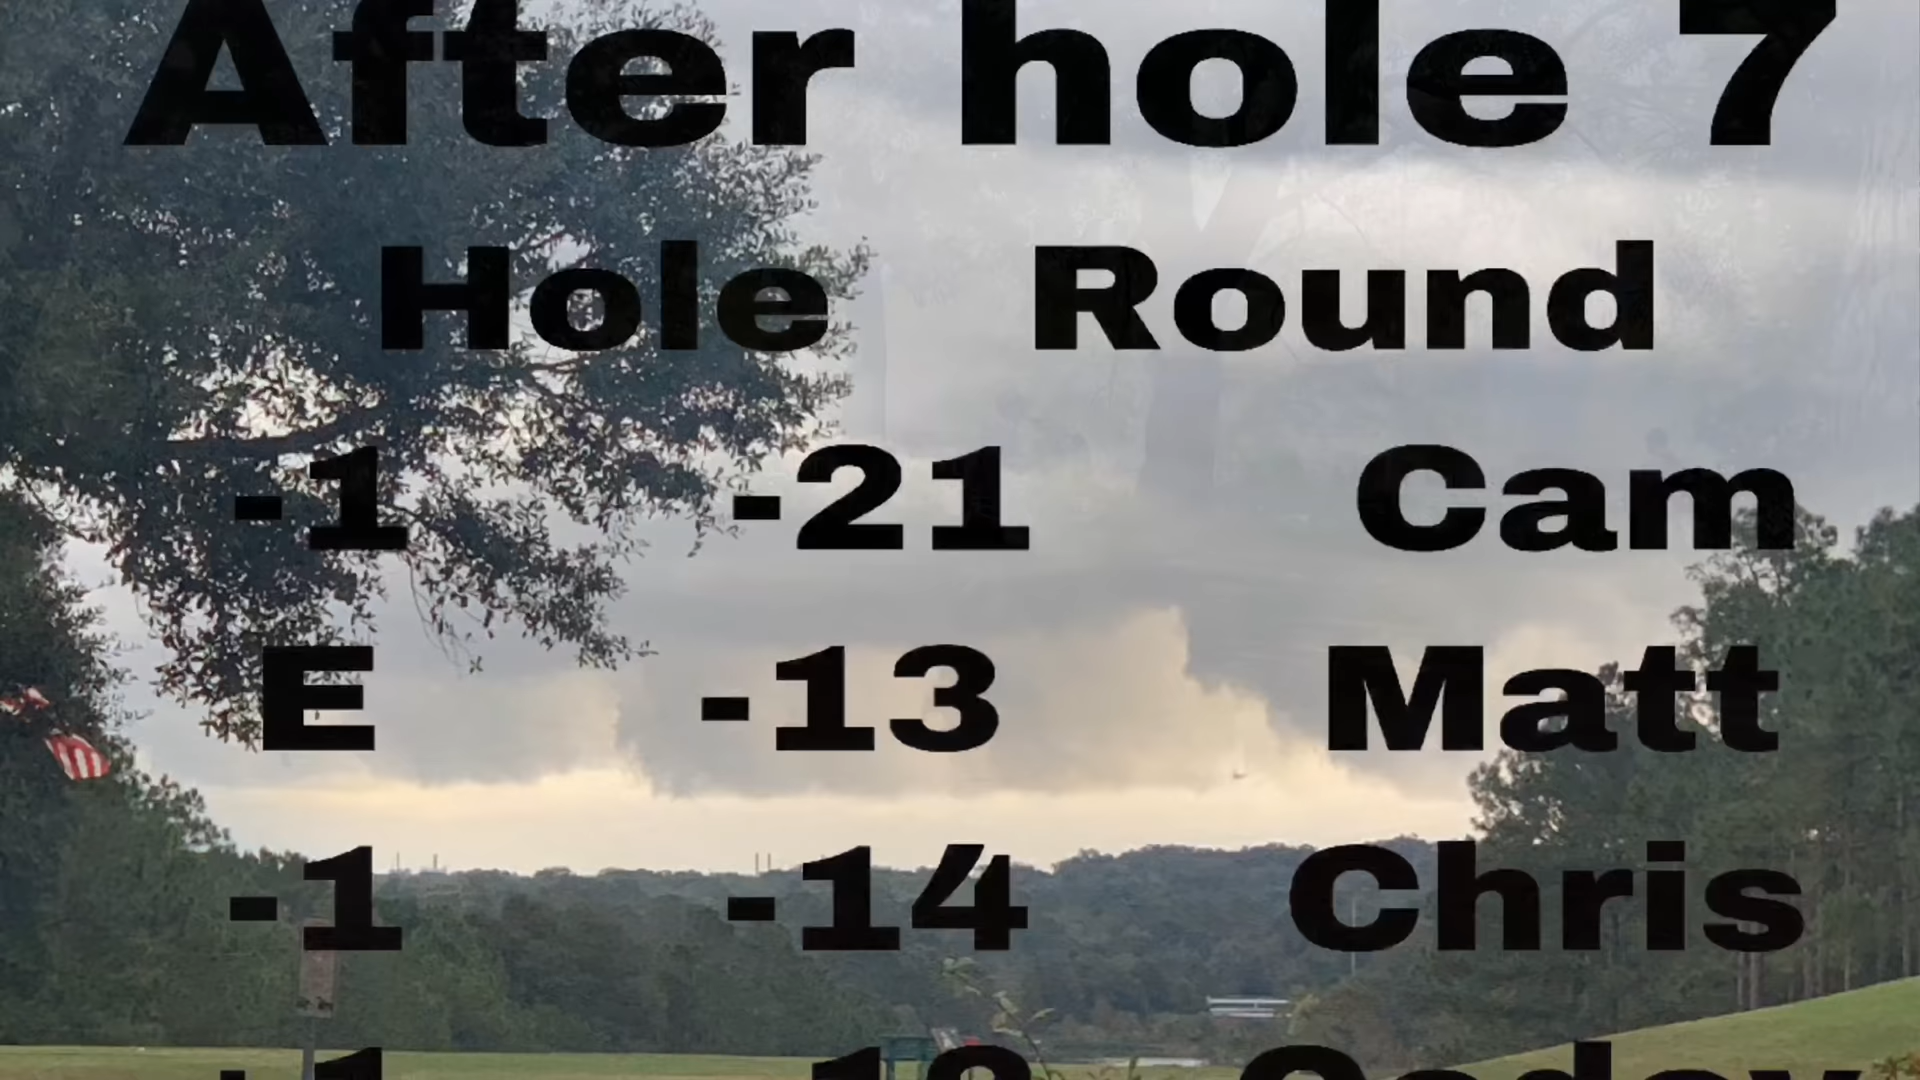 After hole 7
Hole Round
-1 -21 Cam
E -13 Matt
-1 -14 Chris